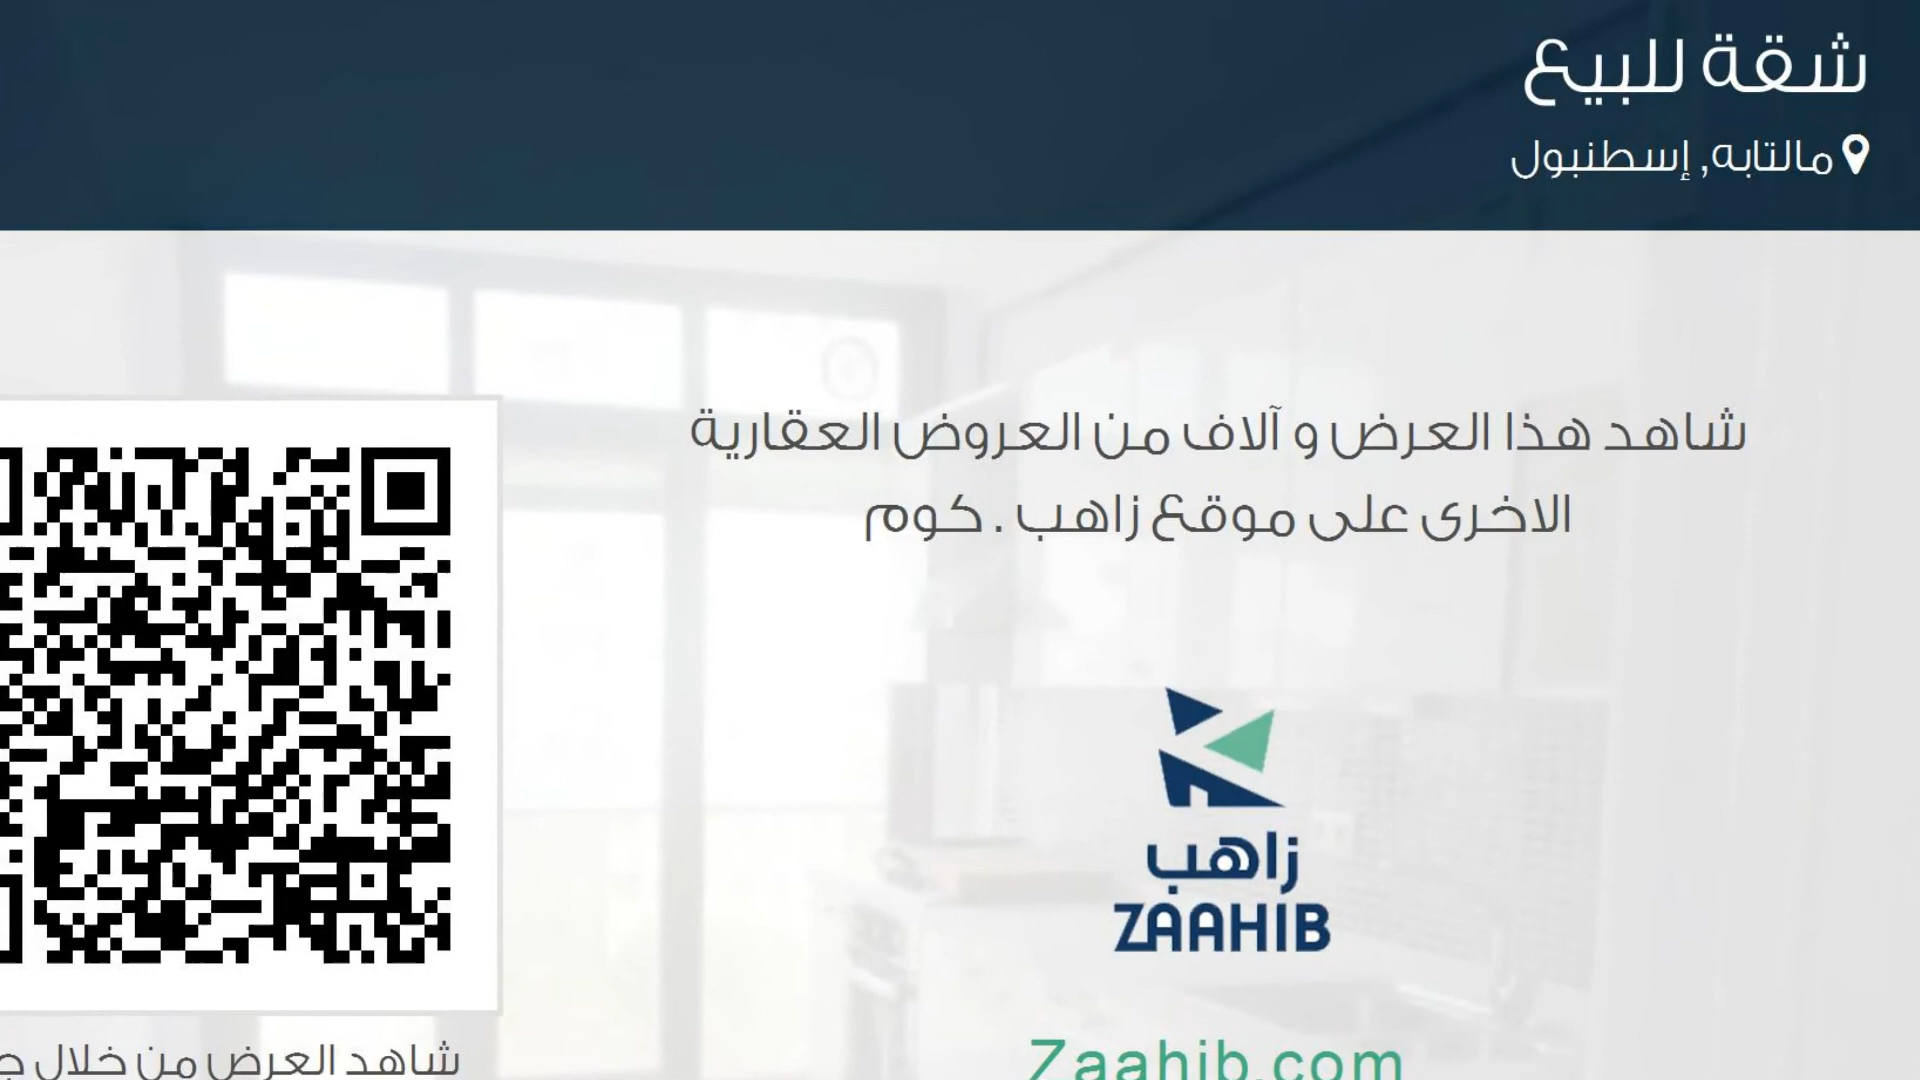 شقة للبيع
مالتابه, إسطنبول
شاهد هذا العرض و آلاف من العروض العقارية
الاخرى على موقع زاهب . كوم
زاهب
ZAAHIB
Zaahib.com
شاهد العرض من خلال